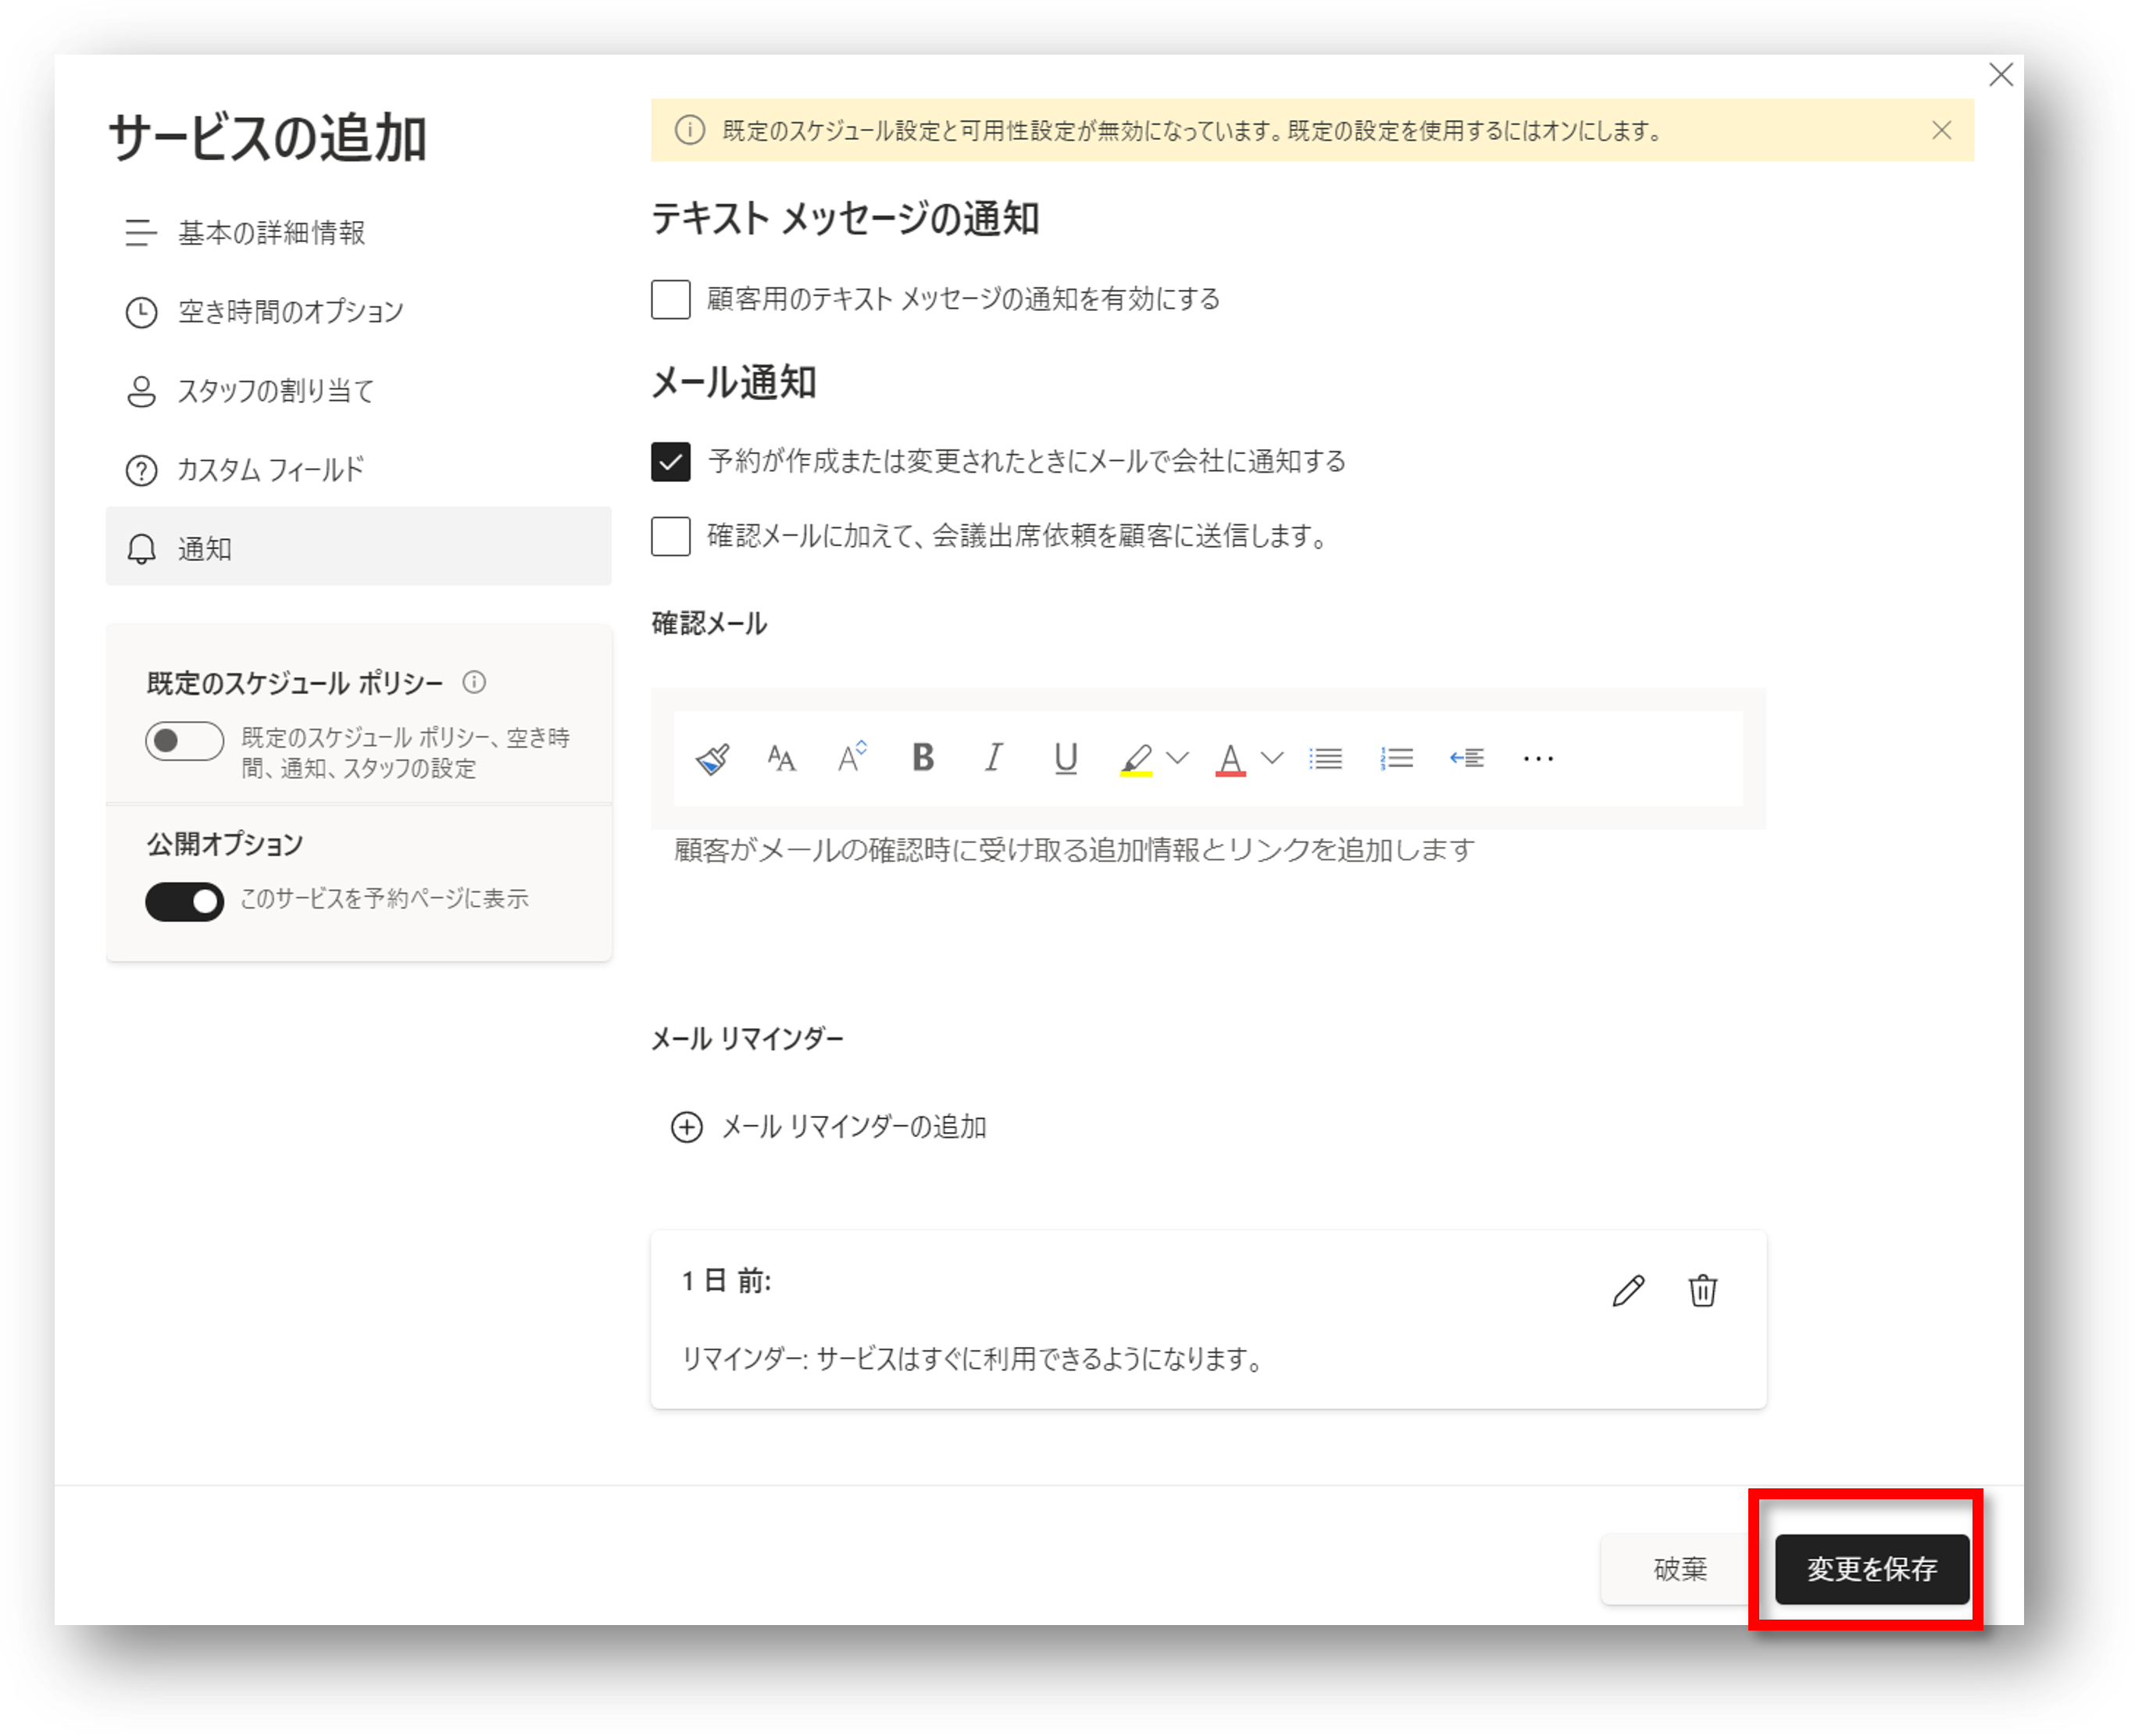 サービスの追加
基本の詳細情報
空き時間のオプション
スタッフの割り当て
カスタム フィールド
通知
既定のスケジュール ポリシー
既定のスケジュール ポリシー、空き時
間、通知、スタッフの設定
公開オプション
このサービスを予約ページに表示
既定のスケジュール設定と可用性設定が無効になっています。既定の設定を使用するにはオンにします。
テキスト メッセージの通知
顧客用のテキスト メッセージの通知を有効にする
メール通知
予約が作成または変更されたときにメールで会社に通知する
確認メールに加えて、会議出席依頼を顧客に送信します。
確認メール
顧客がメールの確認時に受け取る追加情報とリンクを追加します
メール リマインダー
メール リマインダーの追加
1 日 前:
リマインダー: サービスはすぐに利用できるようになります。
破棄
変更を保存